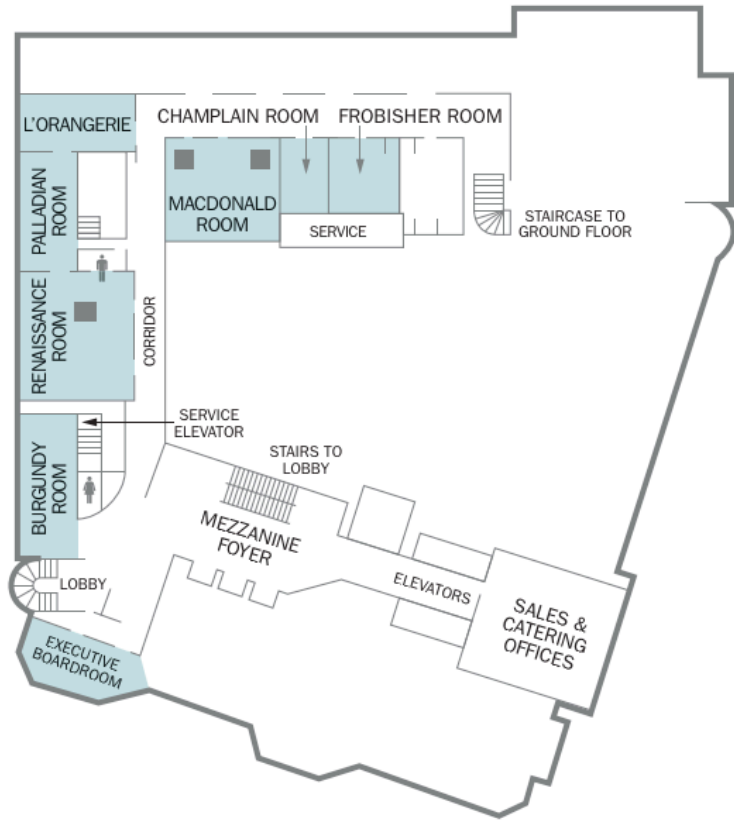 CHAMPLAIN ROOM
FROBISHER ROOM
L'ORANGERIE
PALLADIAN
ROOM
MACDONALD
ROOM
SERVICE
STAIRCASE TO
GROUND FLOOR
RENAISSANCE
ROOM
CORRIDOR
SERVICE
ELEVATOR
BURGUNDY
ROOM
STAIRS TO
LOBBY
MEZZANINE
FOYER
LOBBY
ELEVATORS
SALES &
CATERING
OFFICES
EXECUTIVE
BOARDROOM